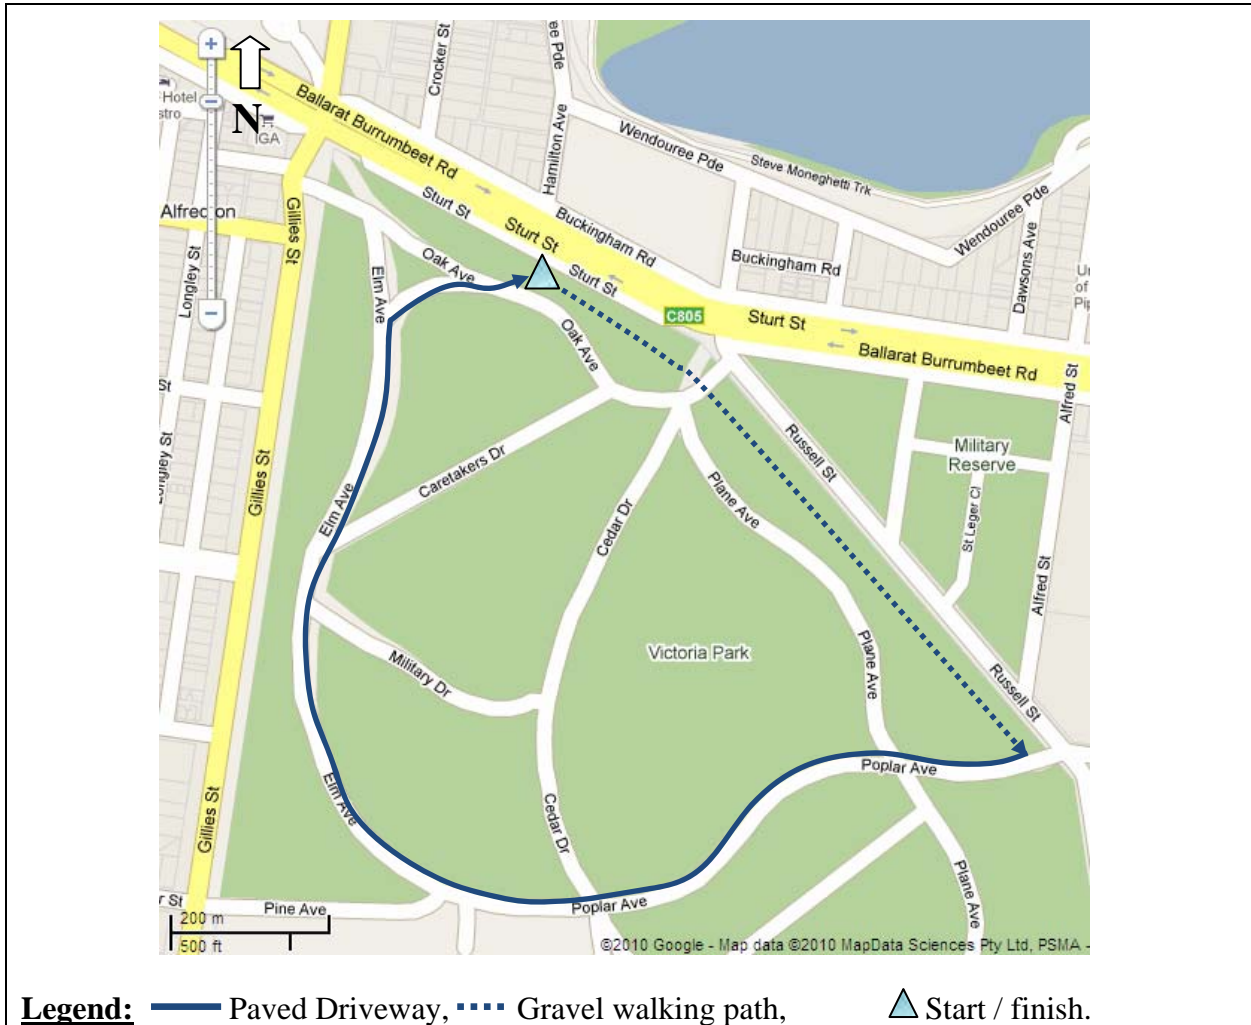 Crocker St
ee Pde
Hotel
stro
N
IGA
Ballarat Burrumbeet Rd
Hamilton Ave
Wendouree Pde
Steve Moneghetti Trk
Wendouree Pde
Alfredton
Gillies St
Sturt St
Sturt St
Buckingham Rd
Buckingham Rd
Dawsons Ave
Longley St
Elm Ave
Oak Ave
Sturt St
C805
Sturt St
Ballarat Burrumbeet Rd
Oak Ave
St
Alfred St
Military
Reserve
Russell St
Caretakers Dr
Gillies St
Elm Ave
Plane Ave
Cedar Dr
St Leger Cl
Alfred St
Victoria Park
Plane Ave
Military Dr
Russell St
Poplar Ave
Elm Ave
Cedar Dr
Gillies St
Plane Ave
r St
Pine Ave
Poplar Ave
200 m
500 ft
©2010 Google - Map data ©2010 MapData Sciences Pty Ltd, PSMA -
Legend: Paved Driveway, Gravel walking path, Start / finish.